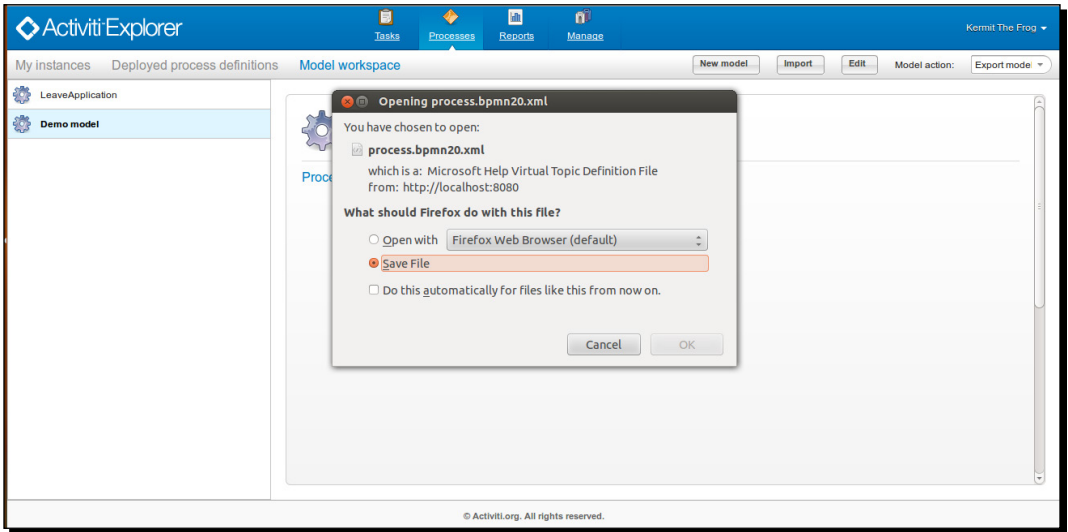 Activiti Explorer
Tasks
Processes
Reports
Manage
Kermit The Frog
My instances
Deployed process definitions
Model workspace
New model
Import
Edit
Model action:
Export model
LeaveApplication
Demo model
Opening process.bpmn20.xml
You have chosen to open:
process.bpmn20.xml
which is a: Microsoft Help Virtual Topic Definition File
from: http://localhost:8080
Proce
What should Firefox do with this file?
Open with
Firefox Web Browser (default)
Save File
Do this automatically for files like this from now on.
Cancel
OK
© Activiti.org. All rights reserved.